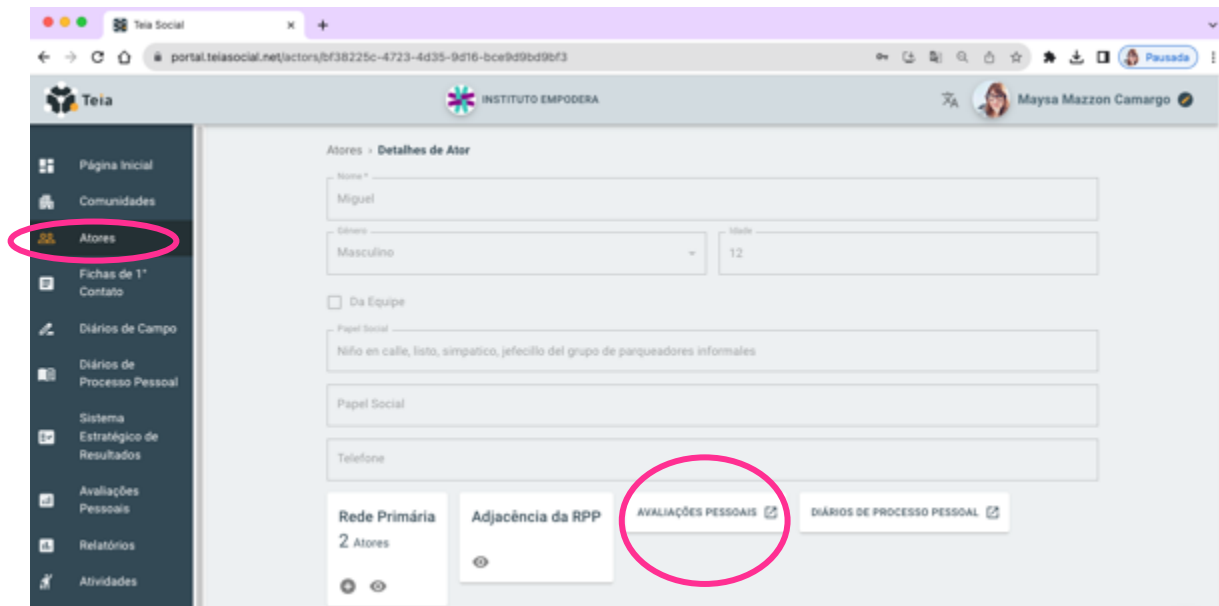 Teia Social
portal.teiasocial.net/actors/bf38225c-4723-4d35-9d16-bce9d9bd9bf3
Pausada
Teia
INSTITUTO EMPODERA
Maysa Mazzon Camargo
Página Inicial
Comunidades
Atores
Fichas de 1°
Contato
Diários de Campo
Diários de
Processo Pessoal
Sistema
Estratégico de
Resultados
Avaliações
Pessoais
Relatórios
Atividades
Atores › Detalhes de Ator
Nome *
Miguel
Gênero
Masculino
Idade
12
Da Equipe
Papel Social
Niño en calle, listo, simpatico, jefecillo del grupo de parqueadores informales
Papel Social
Telefone
Rede Primária
2 Atores
Adjacência da RPP
AVALIAÇÕES PESSOAIS
DIÁRIOS DE PROCESSO PESSOAL